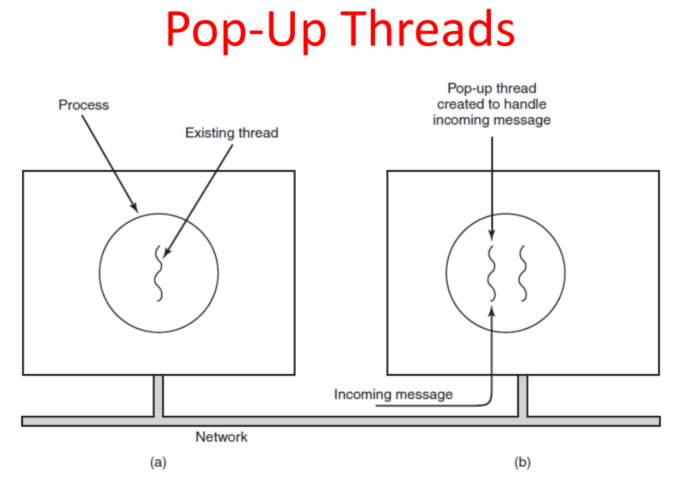 Pop-Up Threads
Process
Existing thread
Pop-up thread
created to handle
incoming message
Incoming message
Network
(a)
(b)